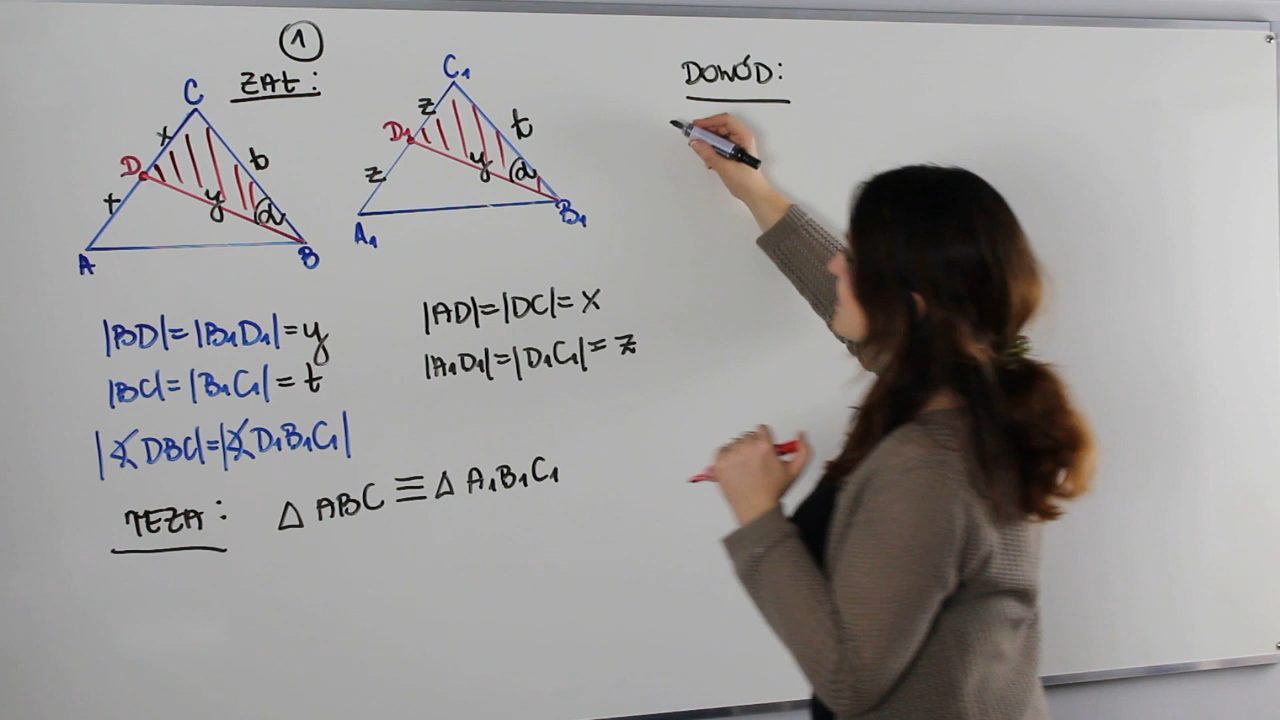 1
ZAŁ:
DOWÓD:
C
x
D
x
t
y
α
A
B
C₁
z
D₁
z
t
y
α
A₁
B₁
|BD|=|B₁D₁|=y
|BC|=|B₁C₁|=t
|∢DBC|=|∢D₁B₁C₁|
|AD|=|DC|=x
|A₁D₁|=|D₁C₁|=z
TEZA: △ABC≡△A₁B₁C₁